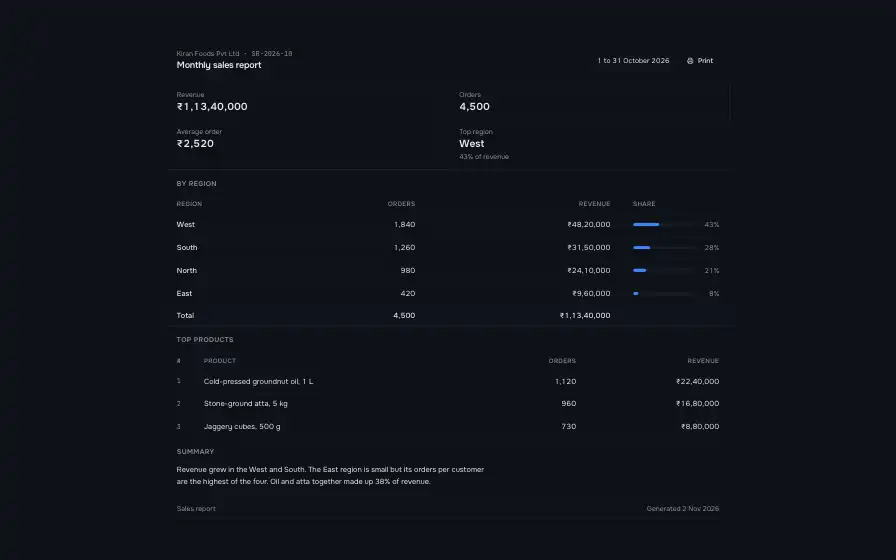 Kiran Foods Pvt Ltd · SR-2026-10
Monthly sales report
1 to 31 October 2026 Print
Revenue Orders
₹1,13,40,000 4,500
Average order Top region
₹2,520 West
43% of revenue
BY REGION
REGION ORDERS REVENUE SHARE
West 1,840 ₹48,20,000 43%
South 1,260 ₹31,50,000 28%
North 980 ₹24,10,000 21%
East 420 ₹9,60,000 8%
Total 4,500 ₹1,13,40,000
TOP PRODUCTS
# PRODUCT ORDERS REVENUE
1 Cold-pressed groundnut oil, 1 L 1,120 ₹22,40,000
2 Stone-ground atta, 5 kg 960 ₹16,80,000
3 Jaggery cubes, 500 g 730 ₹8,80,000
SUMMARY
Revenue grew in the West and South. The East region is small but its orders per customer
are the highest of the four. Oil and atta together made up 38% of revenue.
Sales report Generated 2 Nov 2026